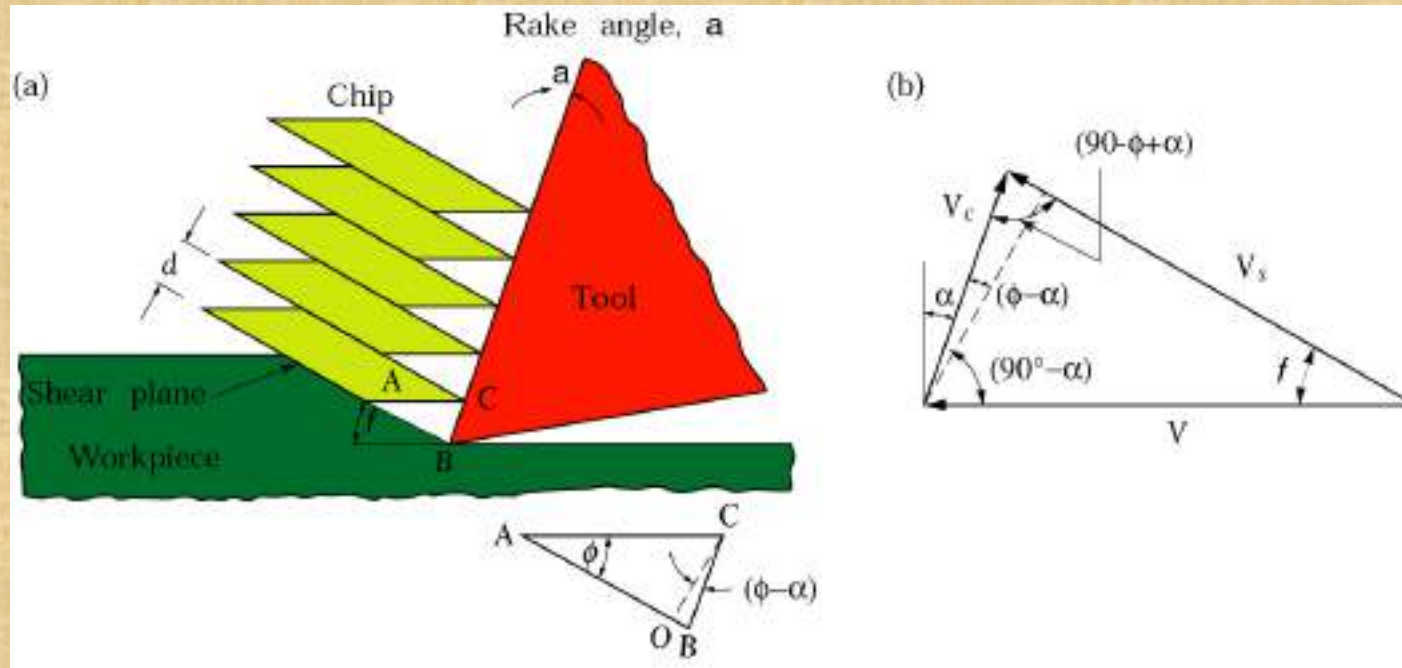 Rake angle, a
(a)
a
Chip
d
Tool
A
C
Shear plane
f
B
Workpiece
A
C
ϕ
(ϕ−α)
O B
(b)
(90-ϕ+α)
Vc
Vs
α
(ϕ−α)
(90°−α)
f
V